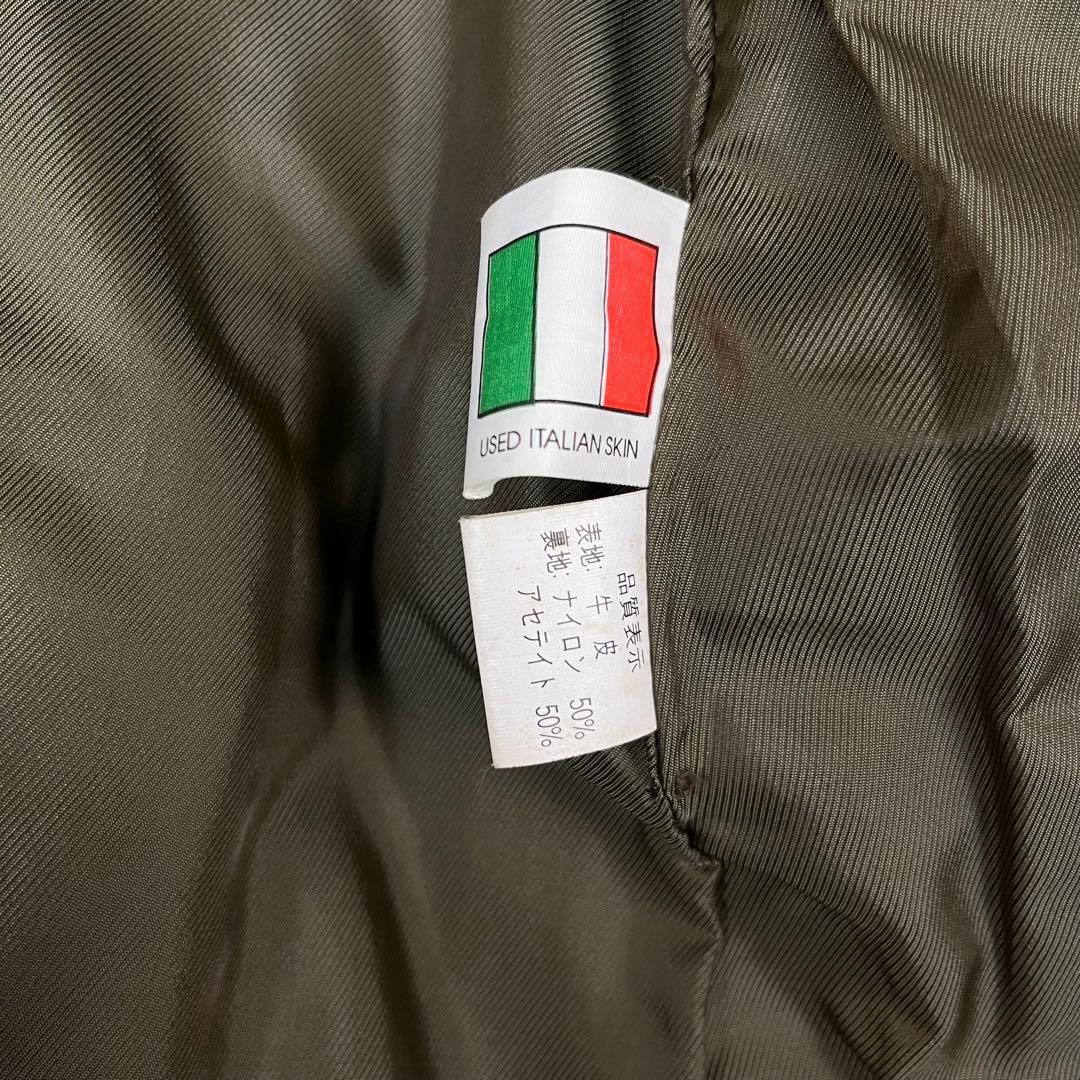 USED ITALIAN SKIN
品質表示
表地: 牛 皮
裏地: ナイロン 50%
アセテイト 50%